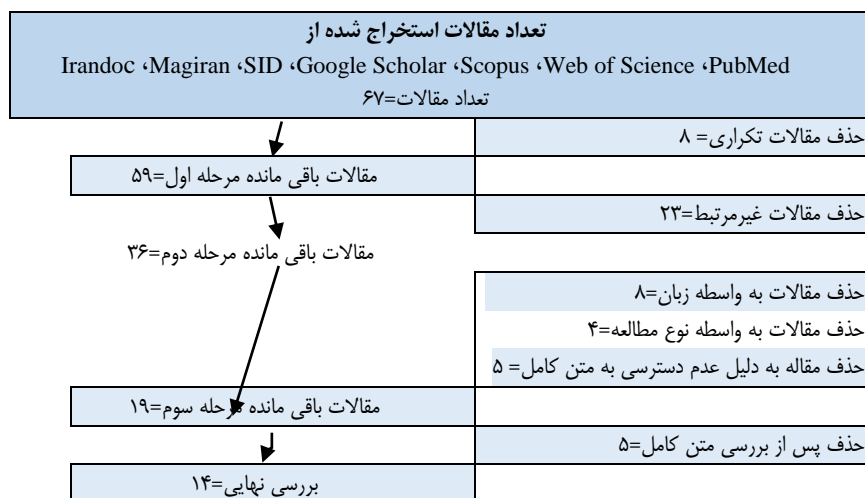 تعداد مقالات استخراج شده از
Irandoc ،Magiran ،SID ،Google Scholar ،Scopus ،Web of Science ،PubMed
تعداد مقالات=۶۷
حذف مقالات تکراری= ۸
مقالات باقی مانده مرحله اول=۵۹
حذف مقالات غیرمرتبط=۲۳
مقالات باقی مانده مرحله دوم=۳۶
حذف مقالات به واسطه زبان=۸
حذف مقالات به واسطه نوع مطالعه=۴
حذف مقاله به دلیل عدم دسترسی به متن کامل= ۵
مقالات باقی مانده مرحله سوم=۱۹
حذف پس از بررسی متن کامل=۵
بررسی نهایی=۱۴